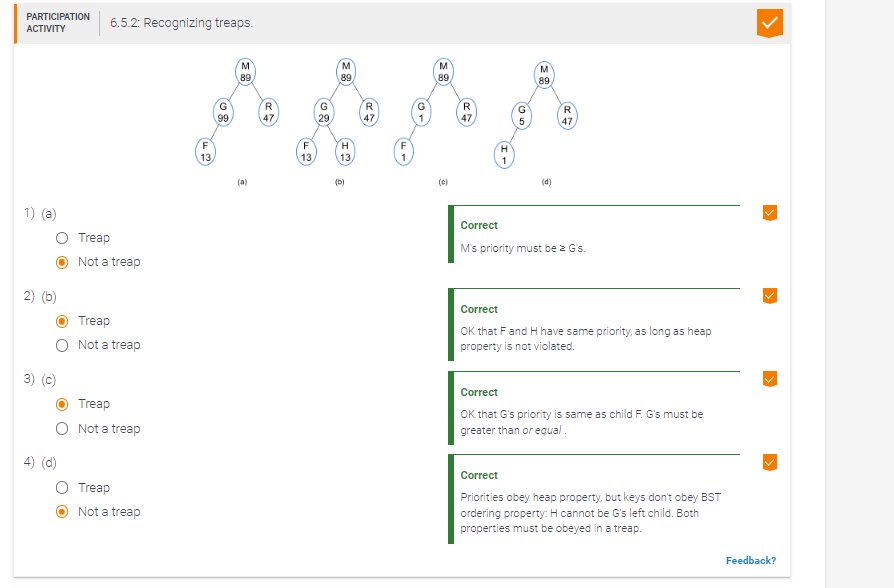 PARTICIPATION
ACTIVITY
6.5.2: Recognizing treaps.
M
89
M
89
M
89
M
89
G
99
R
47
G
29
R
47
G
1
R
47
G
5
R
47
F
13
F
13
H
13
F
1
H
1
(a)
(b)
(c)
(d)
1) (a)
Treap
Not a treap
Correct
M's priority must be ≥ G's.
2) (b)
Treap
Not a treap
Correct
OK that F and H have same priority, as long as heap
property is not violated.
3) (c)
Treap
Not a treap
Correct
OK that G's priority is same as child F. G's must be
greater than or equal .
4) (d)
Treap
Not a treap
Correct
Priorities obey heap property, but keys don't obey BST
ordering property: H cannot be G's left child. Both
properties must be obeyed in a treap.
Feedback?